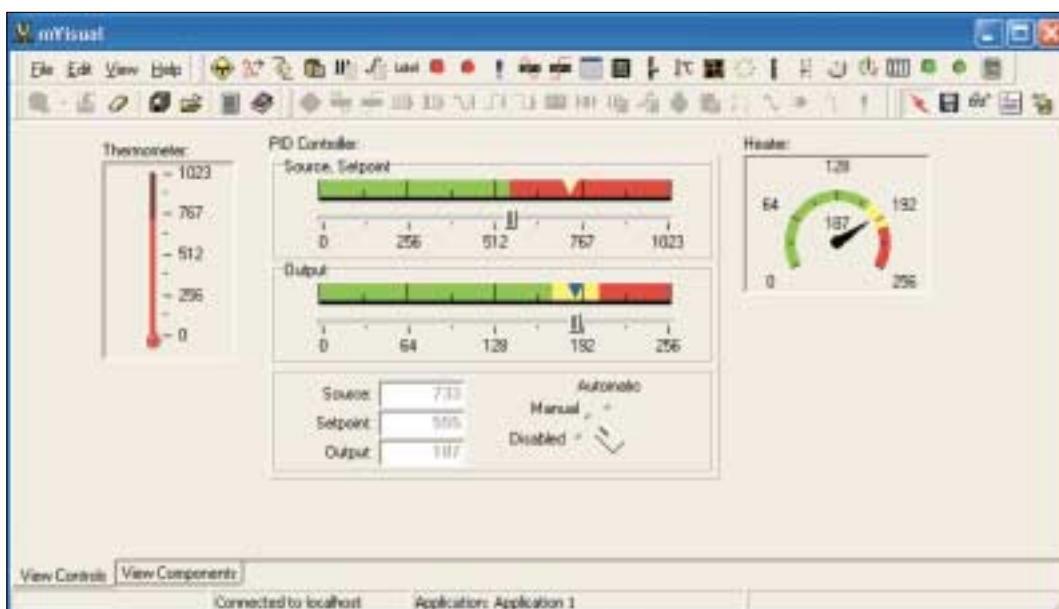 mVisual
File Edit View Help Label
Thermometer:
1023
767
512
256
0
PID Controller:
Source, Setpoint
0 256 512 767 1023
Output
0 64 128 192 256
Source: 733
Setpoint:
Output: 187
Automatic
Manual
Disabled
Heater:
128
64 192
187
0 256
View Controls View Components
Connected to localhost Application: Application 1